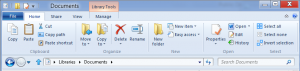 Documents Library Tools
File Home Share View Manage
Copy Paste Cut Copy path Paste shortcut Move to Copy to Delete Rename New Folder New item Easy access Properties Open Edit History Select all Select none Invert selection
Clipboard Organise New Open Select
Libraries Documents